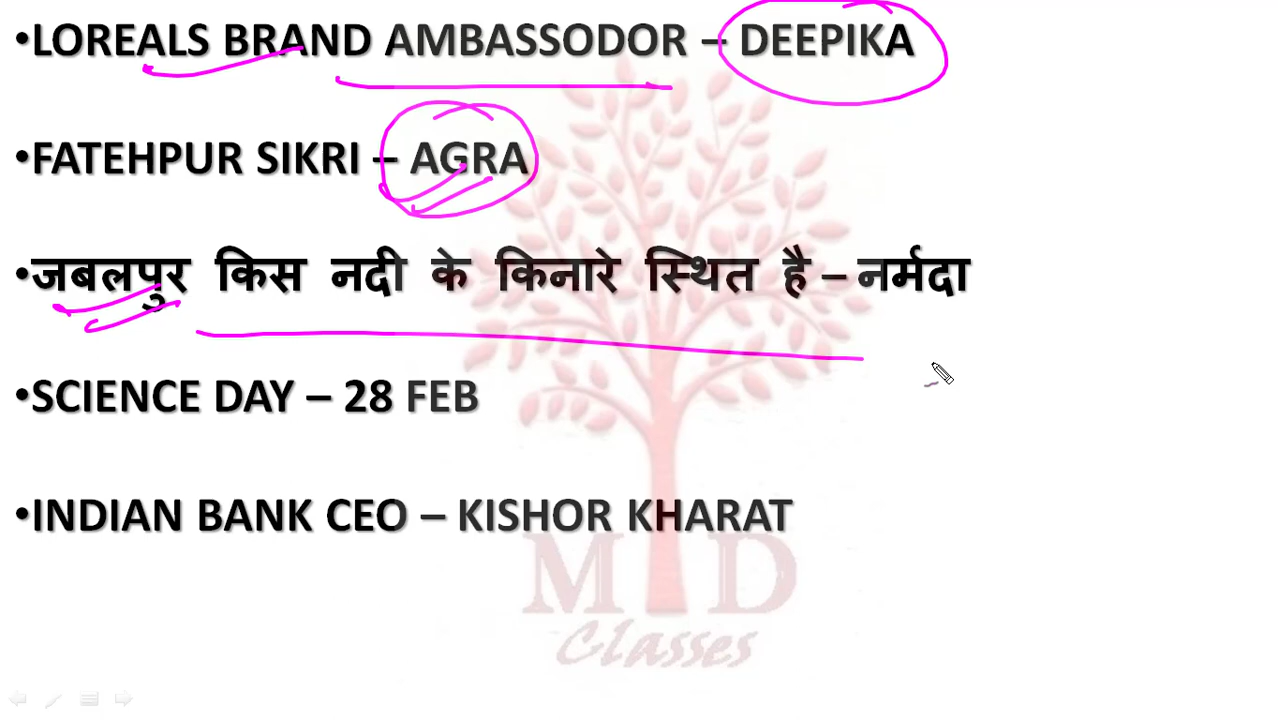 •LOREALS BRAND AMBASSODOR – DEEPIKA
•FATEHPUR SIKRI – AGRA
•जबलपुर किस नदी के किनारे स्थित है – नर्मदा
•SCIENCE DAY – 28 FEB
•INDIAN BANK CEO – KISHOR KHARAT
M D
Classes